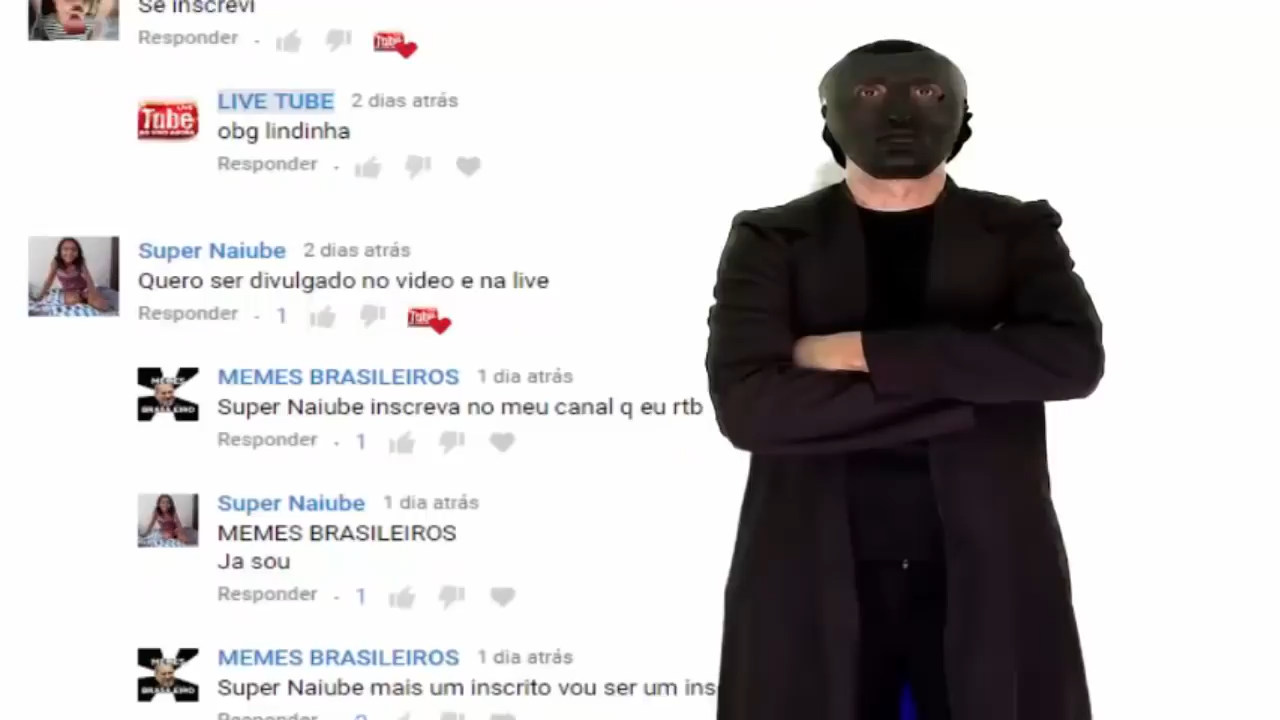 Se inscrevi
Responder
LIVE TUBE 2 dias atrás
Tube
obg lindinha
Responder
Super Naiube 2 dias atrás
Quero ser divulgado no video e na live
Responder 1
Tube
MEMES BRASILEIROS 1 dia atrás
Super Naiube inscreva no meu canal q eu rtb
Responder 1
Super Naiube 1 dia atrás
MEMES BRASILEIROS
Ja sou
Responder 1
MEMES BRASILEIROS 1 dia atrás
Super Naiube mais um inscrito vou ser um ins
Responder